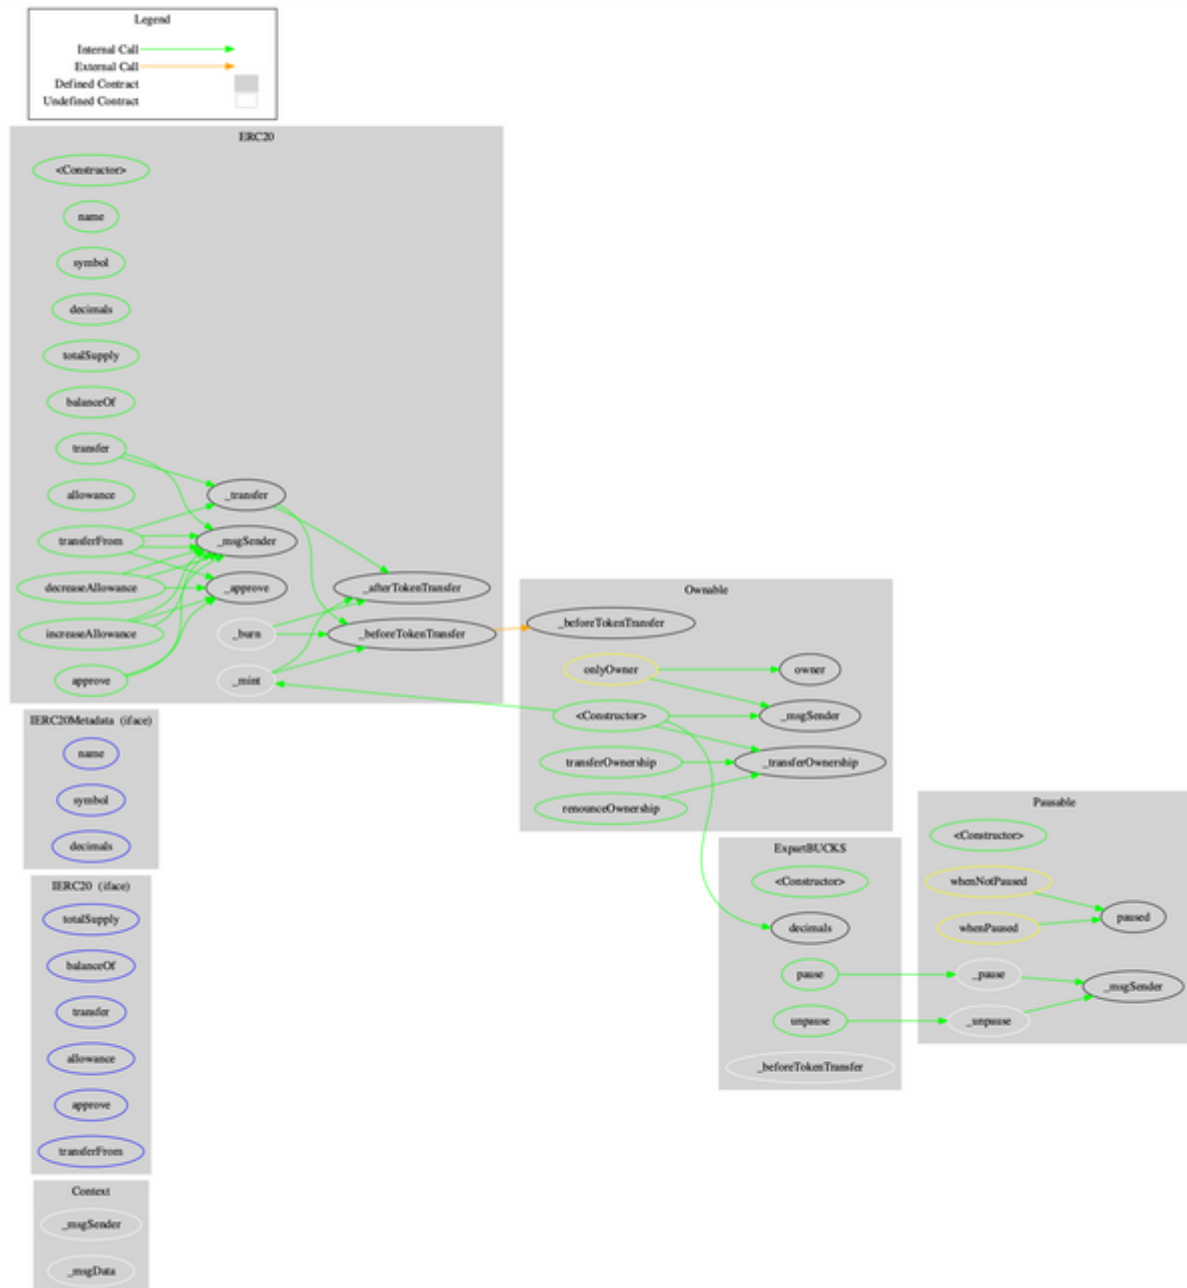 Legend
Internal Call
External Call
Defined Contract
Undefined Contract
ERC20
<Constructor>
name
symbol
decimals
totalSupply
balanceOf
transfer
allowance
_transfer
transferFrom
_msgSender
decreaseAllowance
_approve
_afterTokenTransfer
increaseAllowance
_burn
_beforeTokenTransfer
approve
_mint
Ownable
_beforeTokenTransfer
onlyOwner
owner
<Constructor>
_msgSender
transferOwnership
_transferOwnership
renounceOwnership
IERC20Metadata (iface)
name
symbol
decimals
ExpartBUCKS
<Constructor>
decimals
pause
unpause
_beforeTokenTransfer
Pausable
<Constructor>
whenNotPaused
paused
whenPaused
_pause
_msgSender
_unpause
IERC20 (iface)
totalSupply
balanceOf
transfer
allowance
approve
transferFrom
Context
_msgSender
_msgData